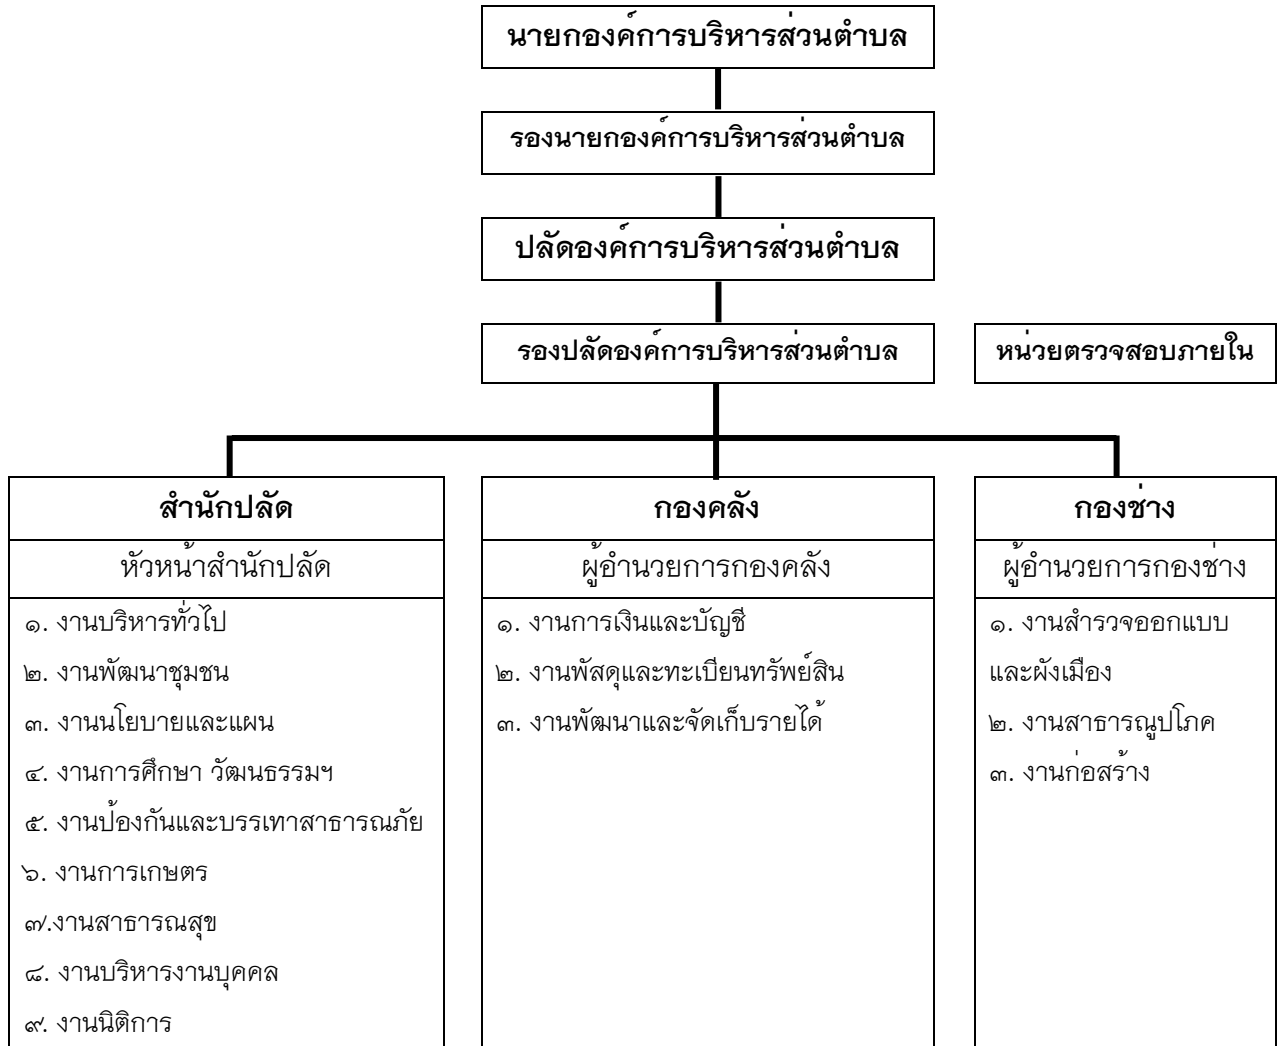 นายกองค์การบริหารส่วนตำบล
รองนายกองค์การบริหารส่วนตำบล
ปลัดองค์การบริหารส่วนตำบล
รองปลัดองค์การบริหารส่วนตำบล
หน่วยตรวจสอบภายใน
สำนักปลัด
หัวหน้าสำนักปลัด
๑. งานบริหารทั่วไป
๒. งานพัฒนาชุมชน
๓. งานนโยบายและแผน
๔. งานการศึกษา วัฒนธรรมฯ
๕. งานป้องกันและบรรเทาสาธารณภัย
๖. งานการเกษตร
๗.งานสาธารณสุข
๘. งานบริหารงานบุคคล
๙. งานนิติการ
กองคลัง
ผู้อำนวยการกองคลัง
๑. งานการเงินและบัญชี
๒. งานพัสดุและทะเบียนทรัพย์สิน
๓. งานพัฒนาและจัดเก็บรายได้
กองช่าง
ผู้อำนวยการกองช่าง
๑. งานสำรวจออกแบบ
และผังเมือง
๒. งานสาธารณูปโภค
๓. งานก่อสร้าง